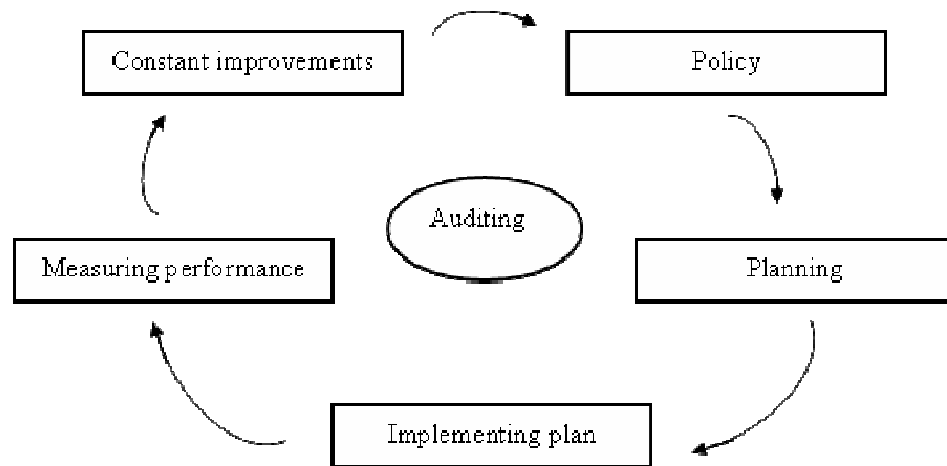 Constant improvements
Policy
Auditing
Measuring performance
Planning
Implementing plan